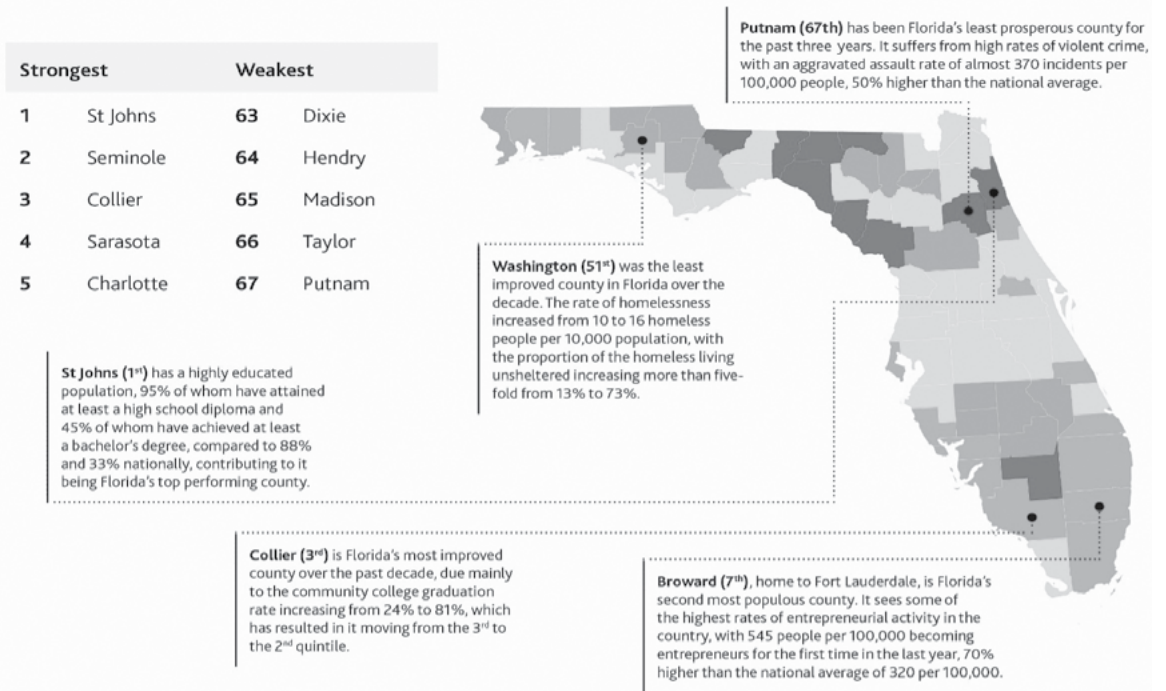 Strongest Weakest
1 St Johns 63 Dixie
2 Seminole 64 Hendry
3 Collier 65 Madison
4 Sarasota 66 Taylor
5 Charlotte 67 Putnam
Putnam (67th) has been Florida's least prosperous county for
the past three years. It suffers from high rates of violent crime,
with an aggravated assault rate of almost 370 incidents per
100,000 people, 50% higher than the national average.
Washington (51st) was the least
improved county in Florida over the
decade. The rate of homelessness
increased from 10 to 16 homeless
people per 10,000 population, with
the proportion of the homeless living
unsheltered increasing more than five-
fold from 13% to 73%.
St Johns (1st) has a highly educated
population, 95% of whom have attained
at least a high school diploma and
45% of whom have achieved at least
a bachelor's degree, compared to 88%
and 33% nationally, contributing to it
being Florida's top performing county.
Collier (3rd) is Florida's most improved
county over the past decade, due mainly
to the community college graduation
rate increasing from 24% to 81%, which
has resulted in it moving from the 3rd to
the 2nd quintile.
Broward (7th), home to Fort Lauderdale, is Florida's
second most populous county. It sees some of
the highest rates of entrepreneurial activity in the
country, with 545 people per 100,000 becoming
entrepreneurs for the first time in the last year, 70%
higher than the national average of 320 per 100,000.